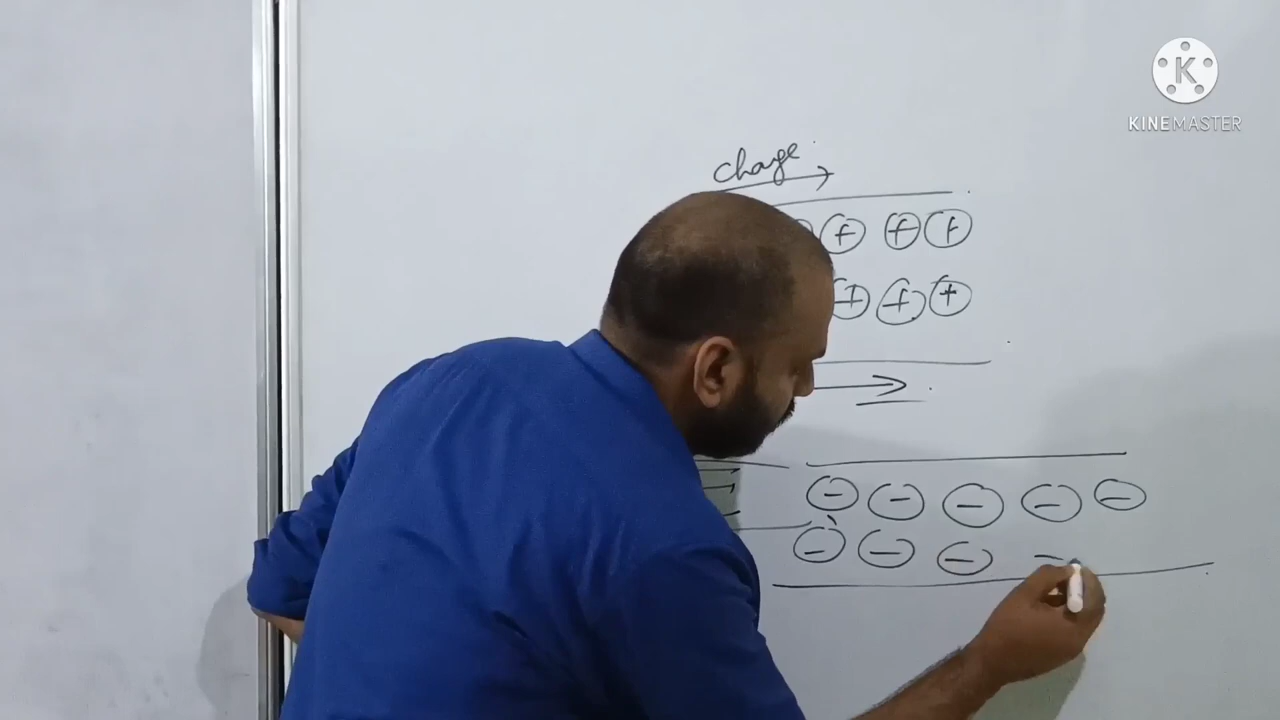 K
KINEMASTER
charge
+ + +
+ + +
- - - - -
- - - -